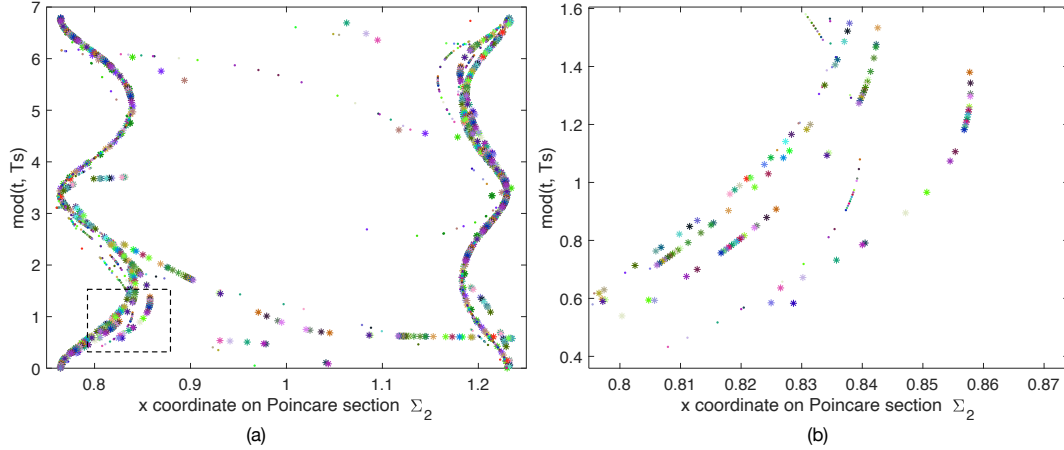 7
6
5
4
3
2
1
0
mod(t, Ts)
0.8 0.9 1 1.1 1.2
x coordinate on Poincare section Σ2
(a)
1.6
1.4
1.2
1
0.8
0.6
0.4
mod(t, Ts)
0.8 0.81 0.82 0.83 0.84 0.85 0.86 0.87
x coordinate on Poincare section Σ2
(b)